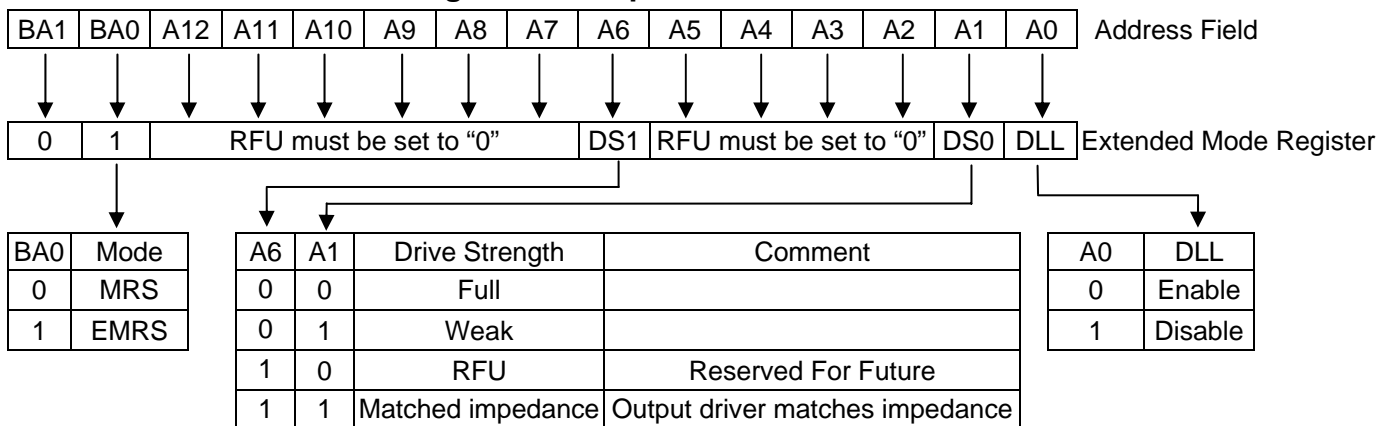 BA1 BA0 A12 A11 A10 A9 A8 A7 A6 A5 A4 A3 A2 A1 A0 Address Field
0 1 RFU must be set to “0” DS1 RFU must be set to “0” DS0 DLL Extended Mode Register
BA0 Mode
0 MRS
1 EMRS
A6 A1 Drive Strength Comment
0 0 Full
0 1 Weak
1 0 RFU Reserved For Future
1 1 Matched impedance Output driver matches impedance
A0 DLL
0 Enable
1 Disable